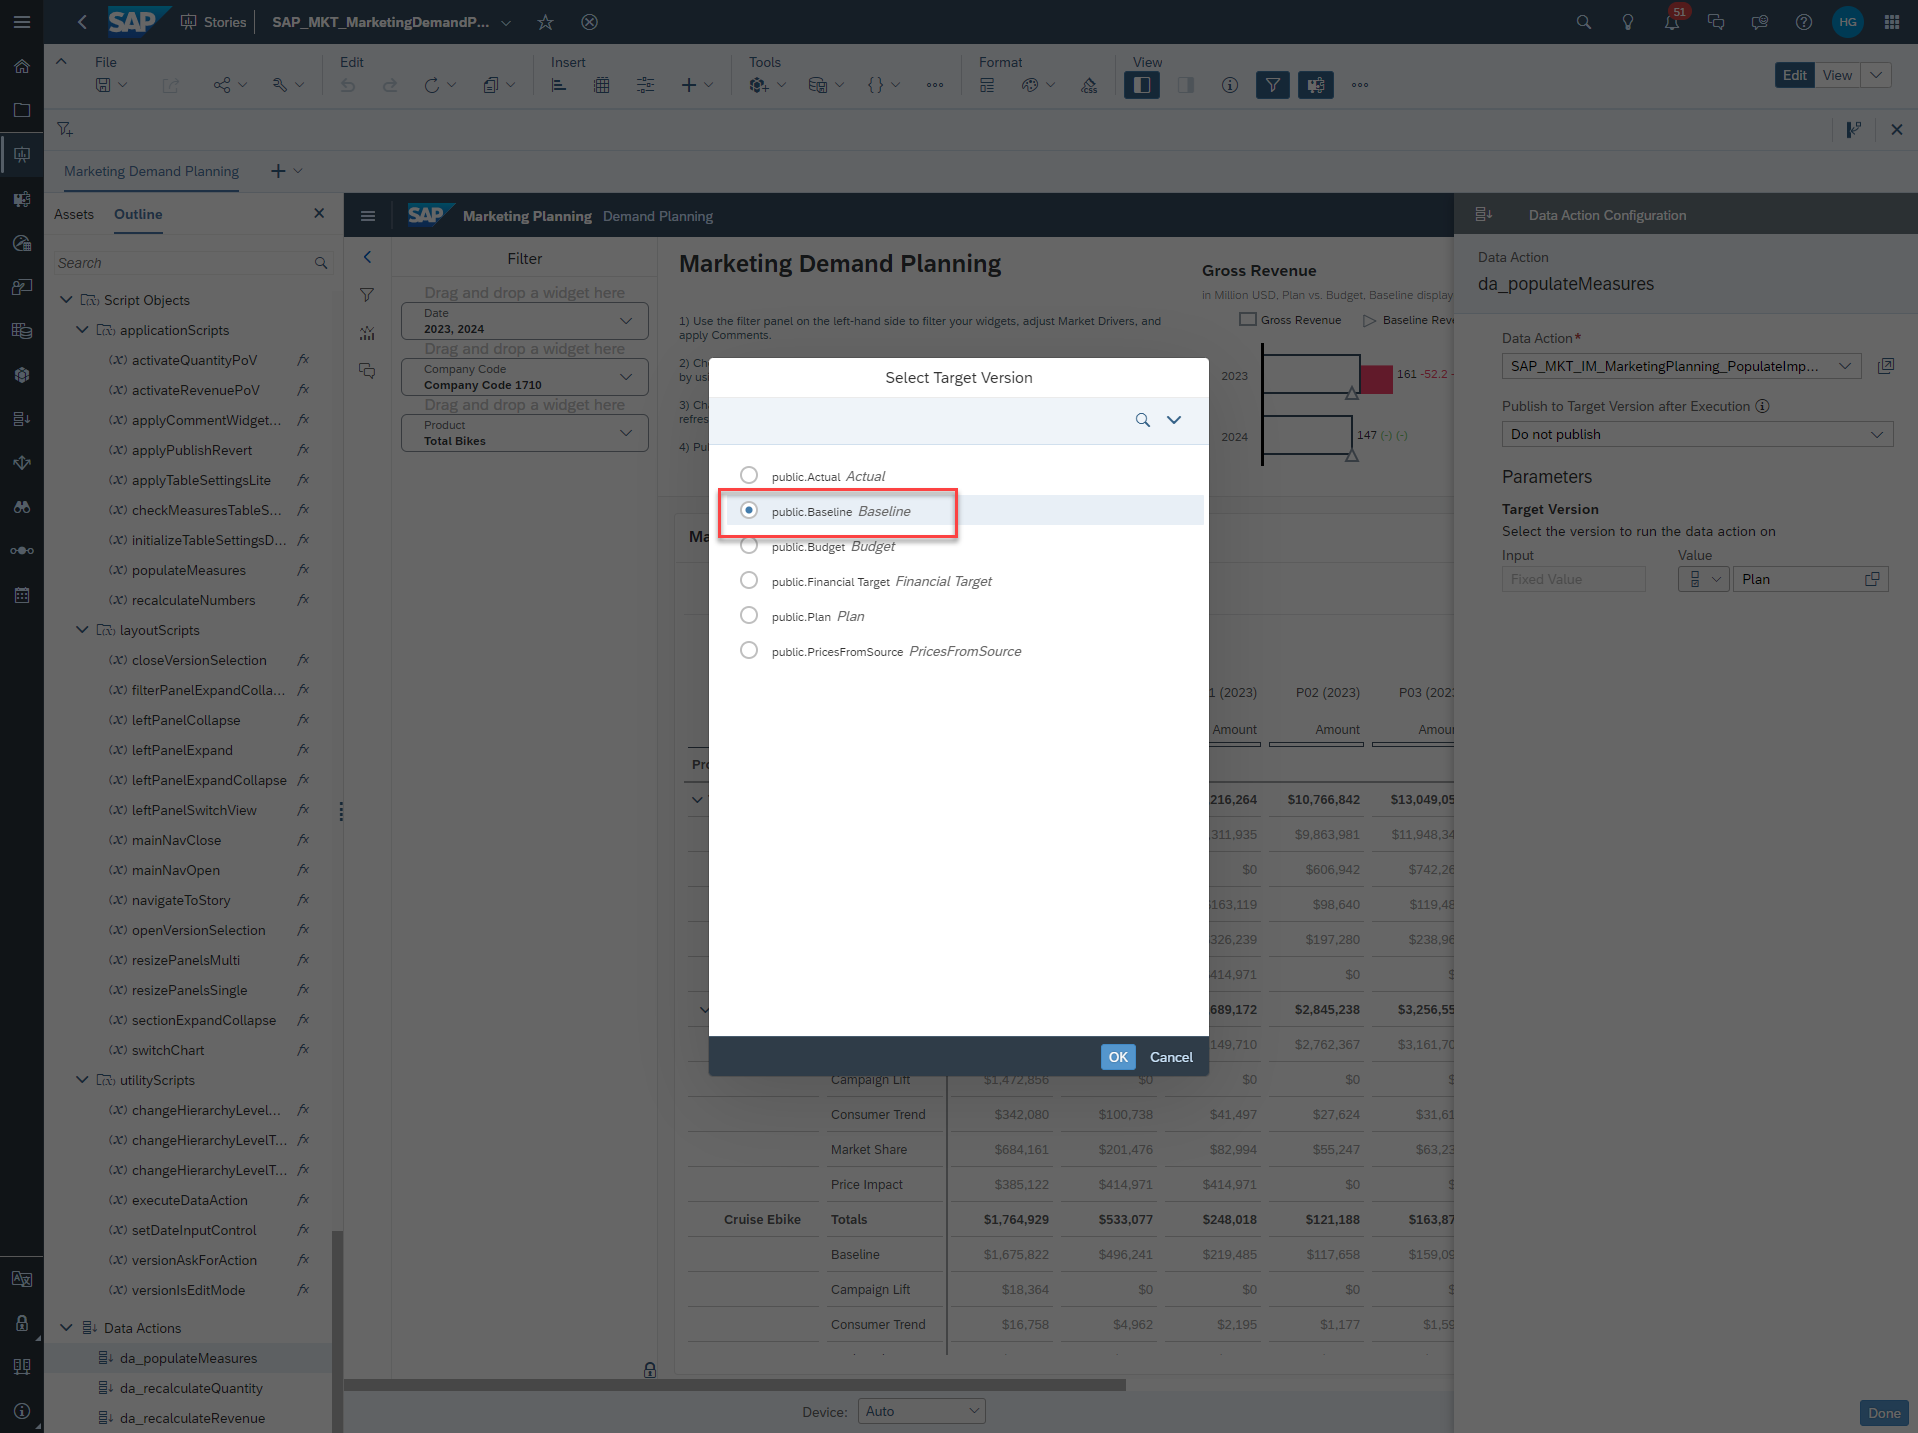 SAP Stories SAP_MKT_MarketingDemandP... 51 HG
File Edit Insert Tools Format View
Edit View
Marketing Demand Planning
Assets Outline
Search
Script Objects
applicationScripts
activateQuantityPoV
activateRevenuePoV
applyCommentWidget...
applyPublishRevert
applyTableSettingsLite
checkMeasuresTableS...
initializeTableSettingsD...
populateMeasures
recalculateNumbers
layoutScripts
closeVersionSelection
filterPanelExpandColla...
leftPanelCollapse
leftPanelExpand
leftPanelExpandCollapse
leftPanelSwitchView
mainNavClose
mainNavOpen
navigateToStory
openVersionSelection
resizePanelsMulti
resizePanelsSingle
sectionExpandCollapse
switchChart
utilityScripts
changeHierarchyLevel...
changeHierarchyLevelT...
changeHierarchyLevelT...
executeDataAction
setDateInputControl
versionAskForAction
versionIsEditMode
Data Actions
da_populateMeasures
da_recalculateQuantity
da_recalculateRevenue
SAP Marketing Planning Demand Planning
Filter
Drag and drop a widget here
Date
2023, 2024
Drag and drop a widget here
Company Code
Company Code 1710
Drag and drop a widget here
Product
Total Bikes
Marketing Demand Planning
1) Use the filter panel on the left-hand side to filter your widgets, adjust Market Drivers, and
apply Comments.
2) Ch
by usi
3) Ch
refres
4) Pu
Gross Revenue
in Million USD, Plan vs. Budget, Baseline display
Gross Revenue Baseline Reve
2023 161 -52.2
2024 147 (-) (-)
Select Target Version
public.Actual Actual
public.Baseline Baseline
public.Budget Budget
public.Financial Target Financial Target
public.Plan Plan
public.PricesFromSource PricesFromSource
OK Cancel
Ma
1 (2023) P02 (2023) P03 (202
Amount Amount Amou
Pro
216,264 $10,766,842 $13,049,05
311,935 $9,863,981 $11,948,34
$0 $606,942 $742,26
163,119 $98,640 $119,48
326,239 $197,280 $238,96
414,971 $0 $
689,172 $2,845,238 $3,256,55
149,710 $2,762,367 $3,161,70
Campaign Lift $1,472,856 $0 $0 $0 $
Consumer Trend $342,080 $100,738 $41,497 $27,624 $31,61
Market Share $684,161 $201,476 $82,994 $55,247 $63,23
Price Impact $385,122 $414,971 $414,971 $0 $
Cruise Ebike Totals $1,764,929 $533,077 $248,018 $121,188 $163,87
Baseline $1,675,822 $496,241 $219,485 $117,658 $159,09
Campaign Lift $18,364 $0 $0 $0 $
Consumer Trend $16,758 $4,962 $2,195 $1,177 $1,59
Device: Auto
Data Action Configuration
Data Action
da_populateMeasures
Data Action*
SAP_MKT_IM_MarketingPlanning_PopulateImp...
Publish to Target Version after Execution
Do not publish
Parameters
Target Version
Select the version to run the data action on
Input Value
Fixed Value Plan
Done